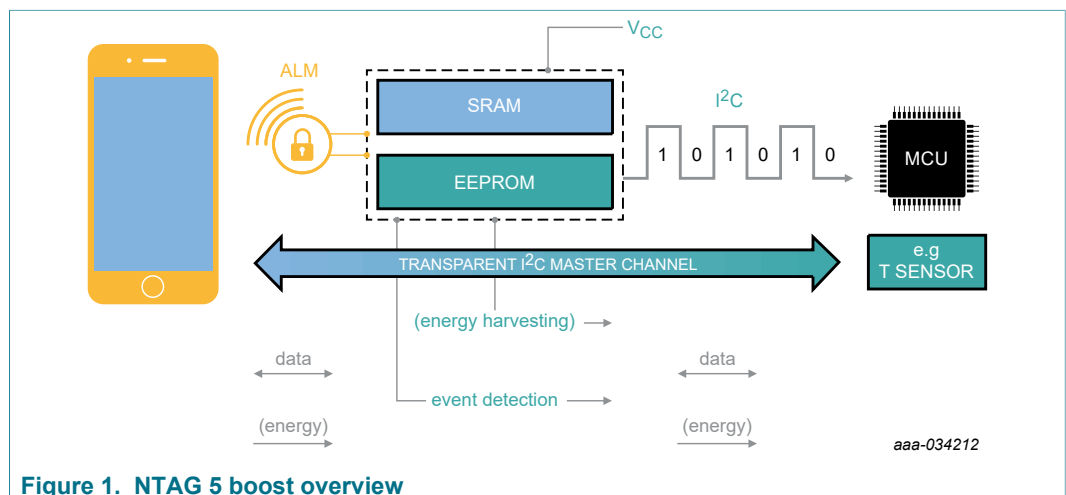 VCC
ALM
SRAM
I²C
1 0 1 0 1 0
MCU
EEPROM
TRANSPARENT I²C MASTER CHANNEL
e.g
T SENSOR
(energy harvesting)
data
data
event detection
(energy)
(energy)
aaa-034212
Figure 1. NTAG 5 boost overview